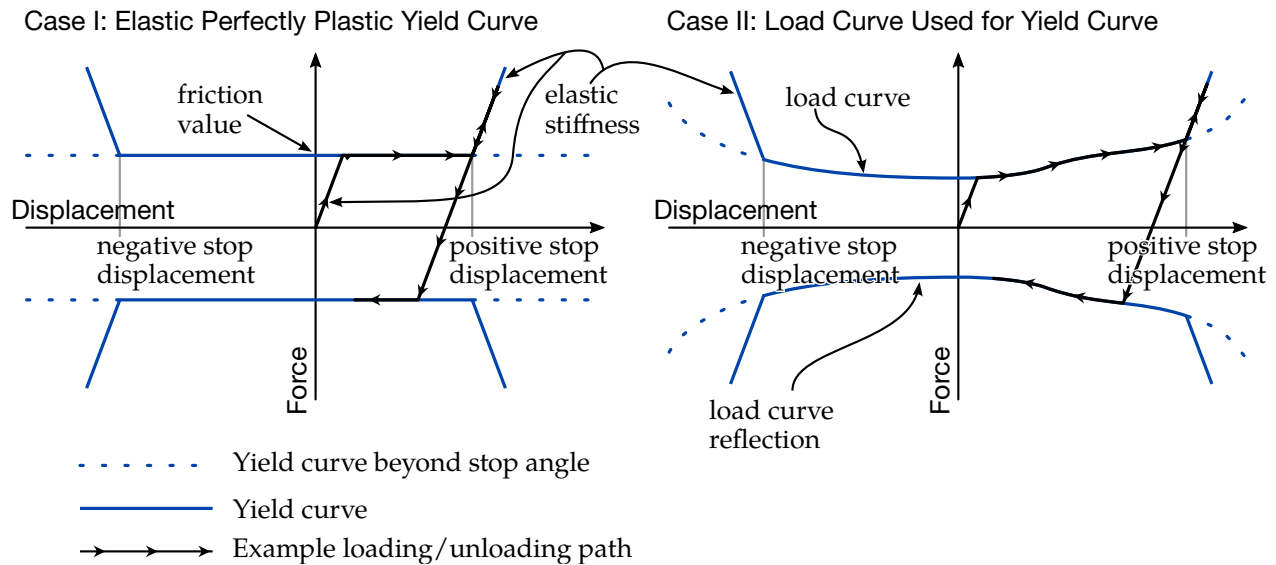 Case I: Elastic Perfectly Plastic Yield Curve
friction
value
elastic
stiffness
Displacement
negative stop
displacement
positive stop
displacement
Force
Case II: Load Curve Used for Yield Curve
load curve
Displacement
negative stop
displacement
positive stop
displacement
Force
load curve
reflection
Yield curve beyond stop angle
Yield curve
Example loading/unloading path